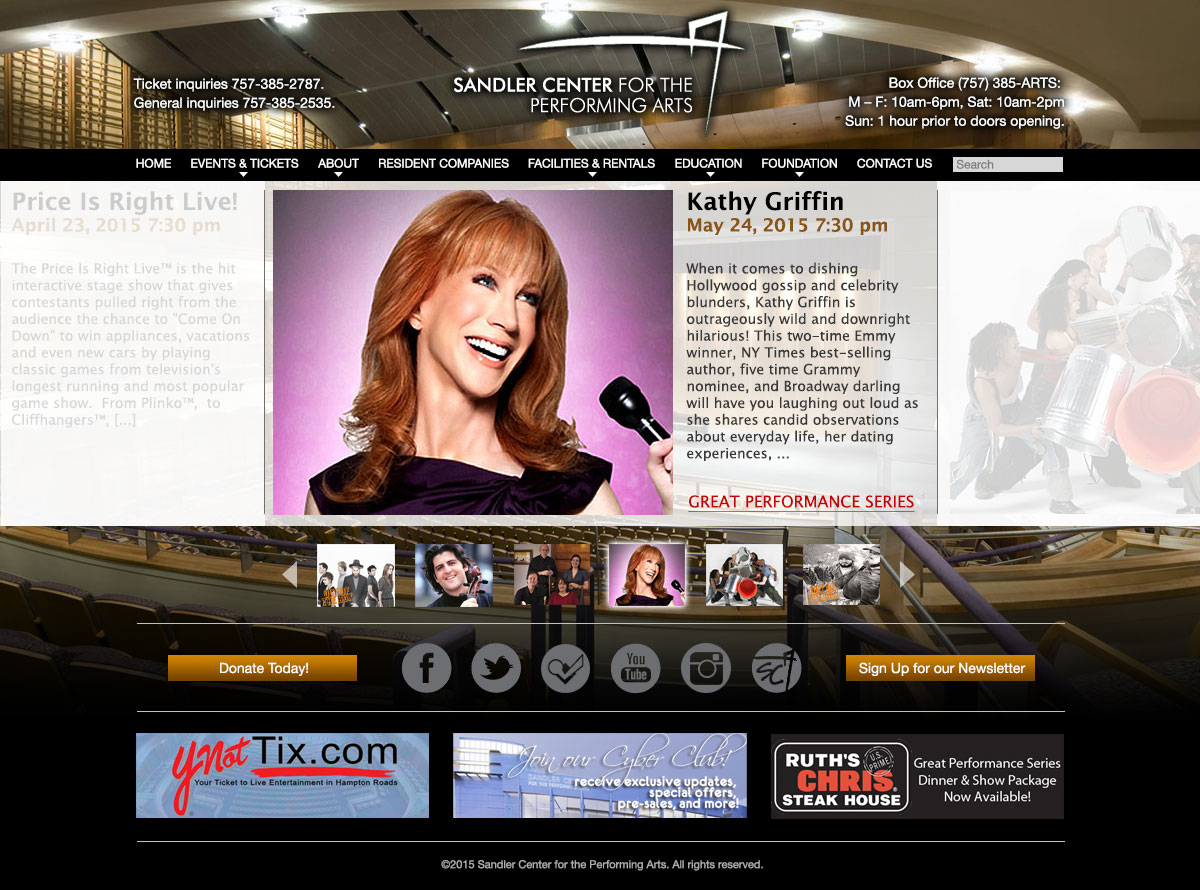 Ticket inquiries 757-385-2787.
General inquiries 757-385-2535.
SANDLER CENTER FOR THE
PERFORMING ARTS
Box Office (757) 385-ARTS:
M – F: 10am-6pm, Sat: 10am-2pm
Sun: 1 hour prior to doors opening.
HOME EVENTS & TICKETS ABOUT RESIDENT COMPANIES FACILITIES & RENTALS EDUCATION FOUNDATION CONTACT US Search
Price Is Right Live!
April 23, 2015 7:30 pm
The Price Is Right Live™ is the hit
interactive stage show that gives
contestants pulled right from the
audience the chance to "Come On
Down" to win appliances, vacations
and even new cars by playing
classic games from television's
longest running and most popular
game show.  From Plinko™,  to
Cliffhangers™, [...]
Kathy Griffin
May 24, 2015 7:30 pm
When it comes to dishing
Hollywood gossip and celebrity
blunders, Kathy Griffin is
outrageously wild and downright
hilarious! This two-time Emmy
winner, NY Times best-selling
author, five time Grammy
nominee, and Broadway darling
will have you laughing out loud as
she shares candid observations
about everyday life, her dating
experiences, ...
GREAT PERFORMANCE SERIES
Donate Today!
You
Tube
SC
Sign Up for our Newsletter
yNotTix.com
Your Ticket to Live Entertainment in Hampton Roads
Join our Cyber Club!
receive exclusive updates,
special offers,
pre-sales, and more!
RUTH'S
U.S.
PRIME
CHRIS
STEAK HOUSE
Great Performance Series
Dinner & Show Package
Now Available!
©2015 Sandler Center for the Performing Arts. All rights reserved.